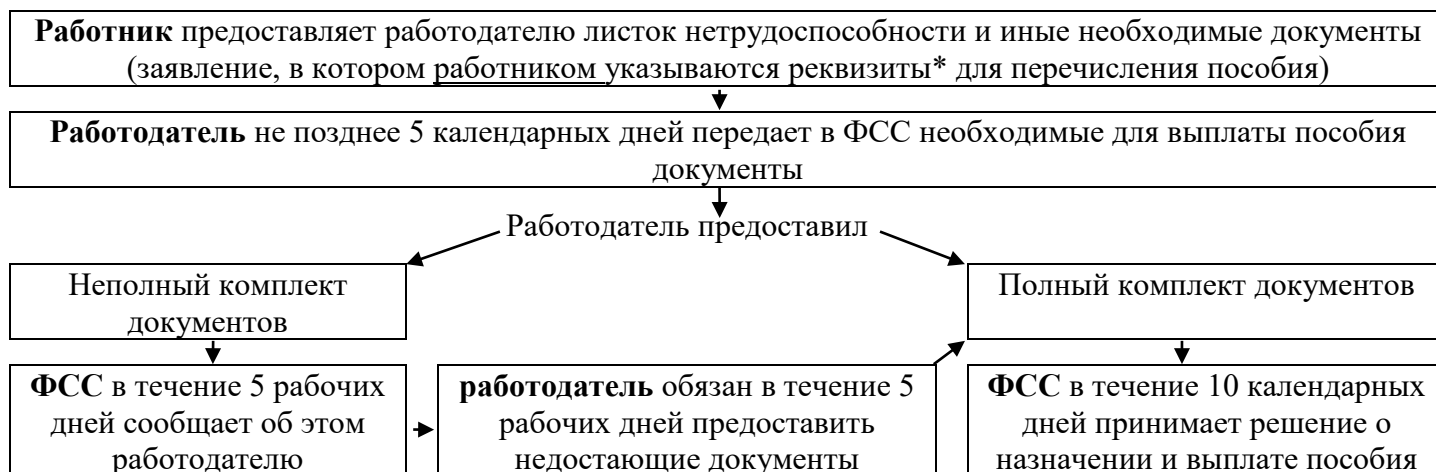 Работник предоставляет работодателю листок нетрудоспособности и иные необходимые документы
(заявление, в котором работником указываются реквизиты* для перечисления пособия)
Работодатель не позднее 5 календарных дней передает в ФСС необходимые для выплаты пособия
документы
Работодатель предоставил
Неполный комплект
документов
Полный комплект документов
ФСС в течение 5 рабочих
дней сообщает об этом
работодателю
работодатель обязан в течение 5
рабочих дней предоставить
недостающие документы
ФСС в течение 10 календарных
дней принимает решение о
назначении и выплате пособия